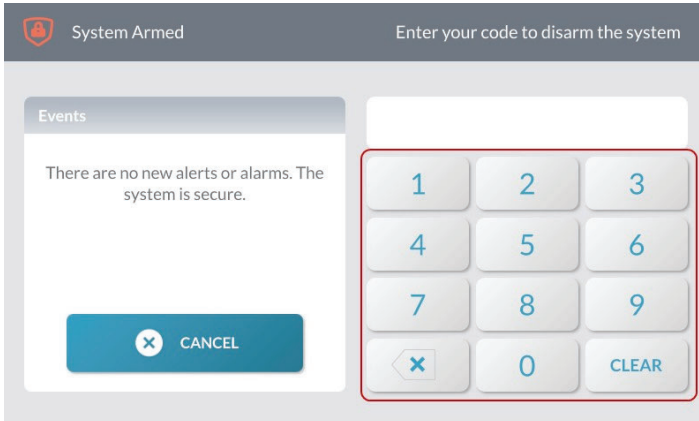 System Armed
Enter your code to disarm the system
Events
There are no new alerts or alarms. The
system is secure.
CANCEL
1 2 3
4 5 6
7 8 9
0 CLEAR